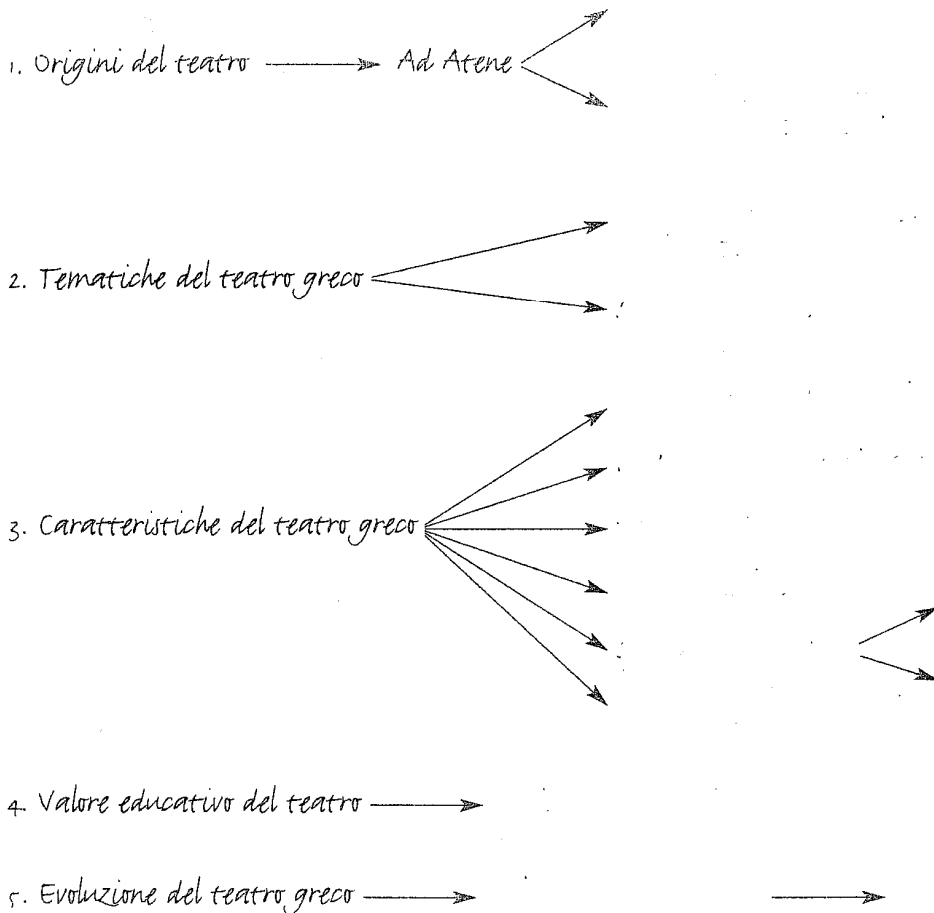 1. Origini del teatro Ad Atene
2. Tematiche del teatro greco
3. Caratteristiche del teatro greco
4. Valore educativo del teatro
5. Evoluzione del teatro greco